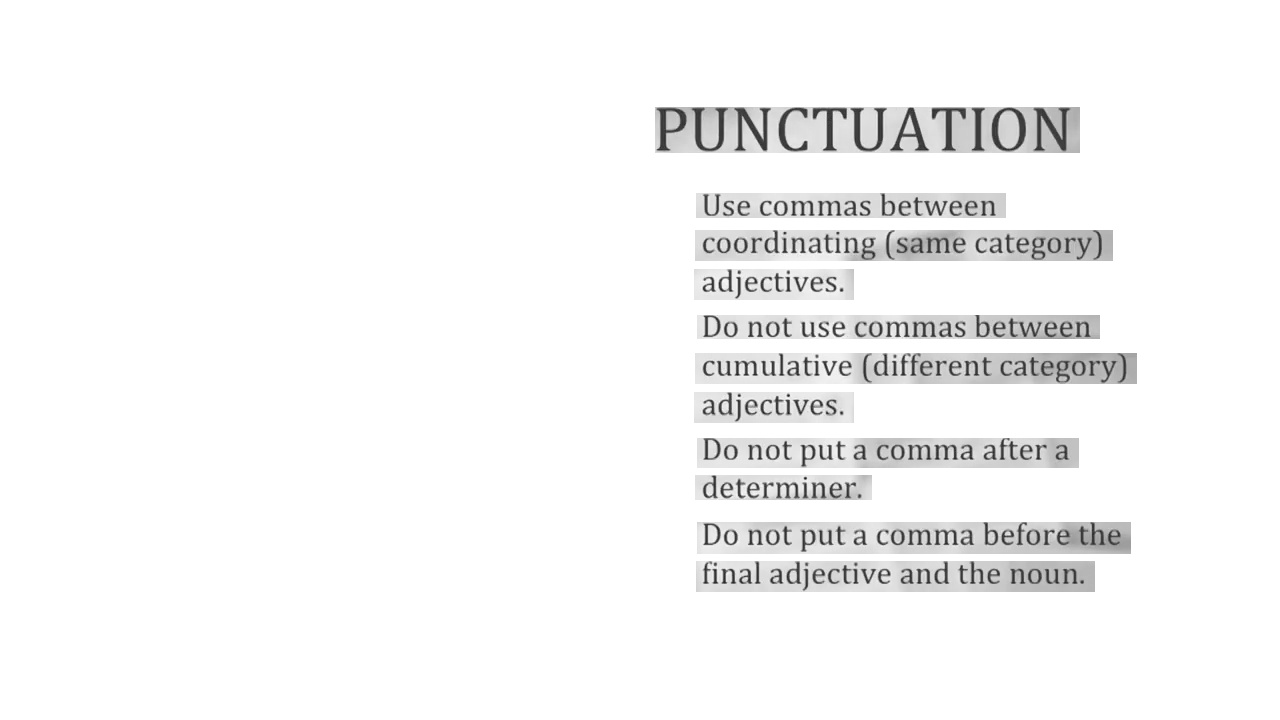 PUNCTUATION
Use commas between
coordinating (same category)
adjectives.
Do not use commas between
cumulative (different category)
adjectives.
Do not put a comma after a
determiner.
Do not put a comma before the
final adjective and the noun.